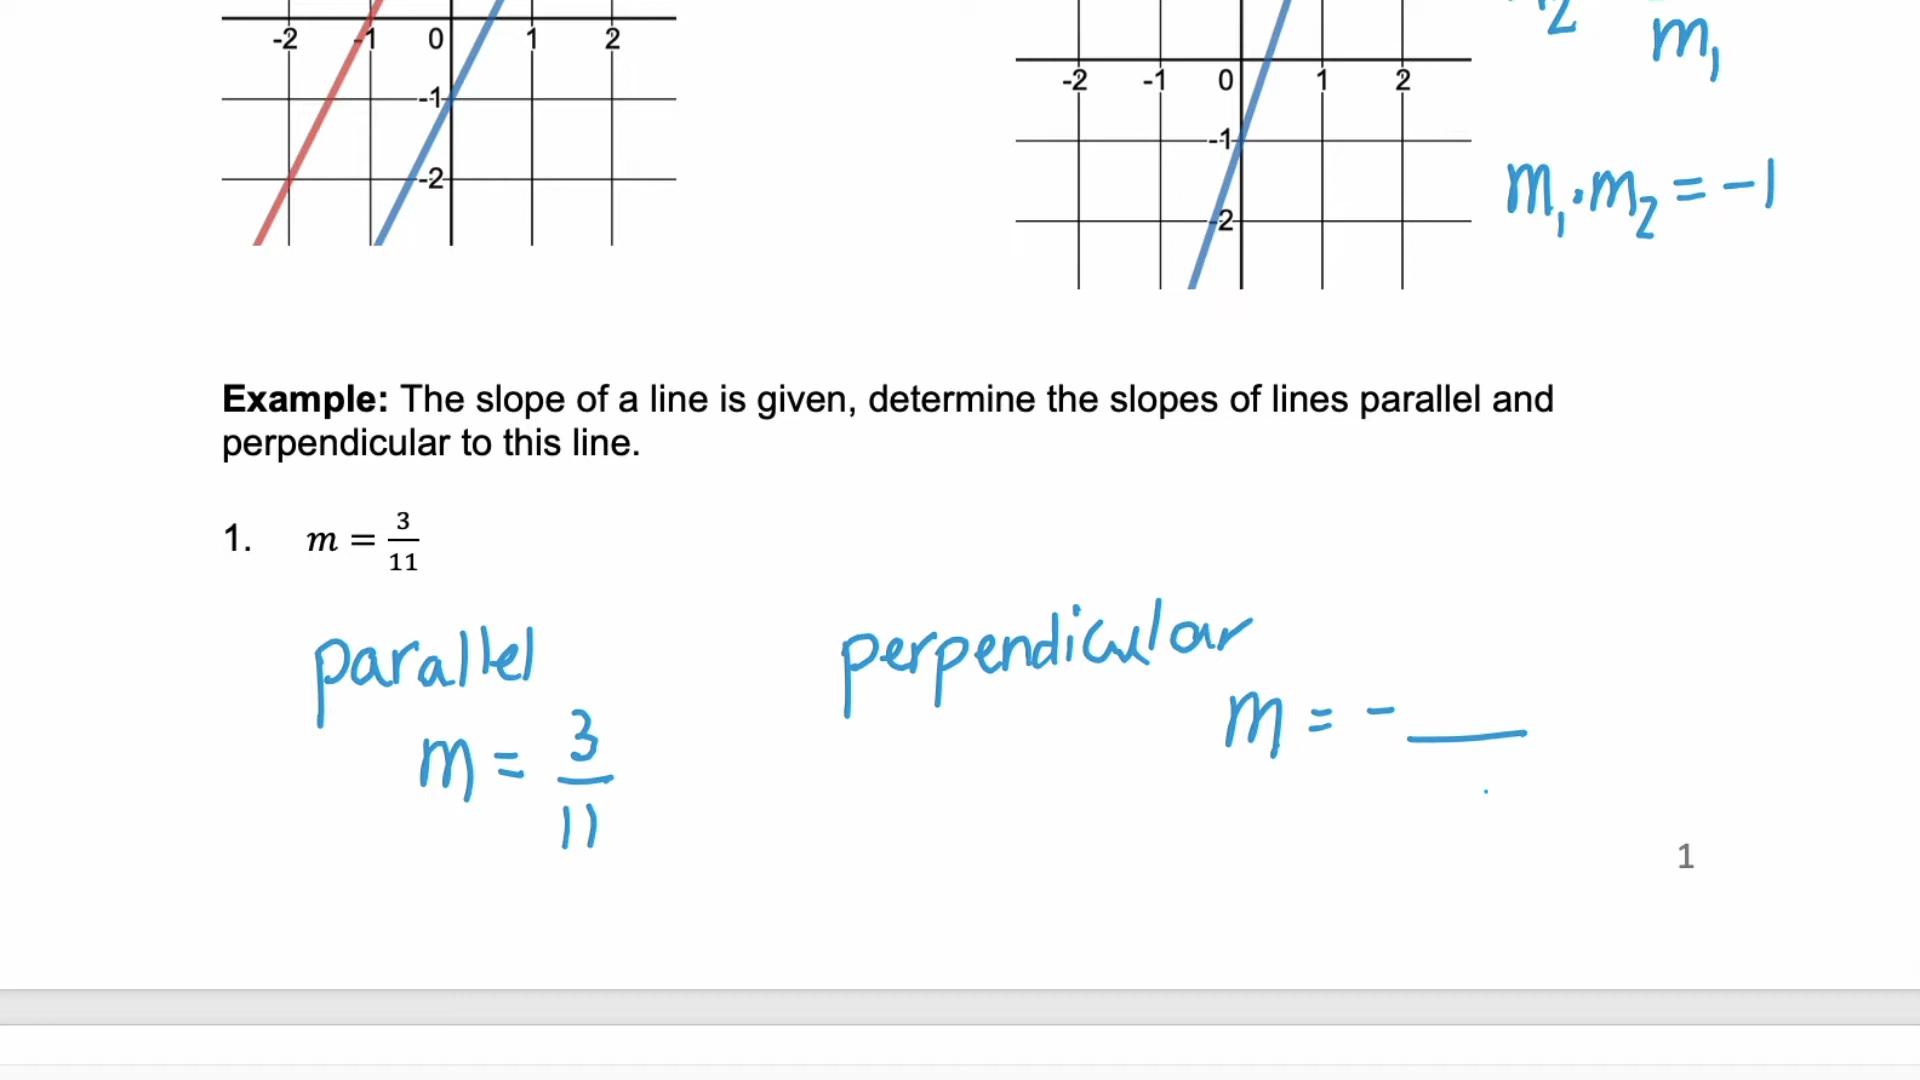 -2 -1 0 1 2
-1
-2
-2 -1 0 1 2
-1
-2
2 m1
m1·m2 = -1
Example: The slope of a line is given, determine the slopes of lines parallel and
perpendicular to this line.
1. m = 3/11
parallel
m = 3/11
perpendicular
m = -
1